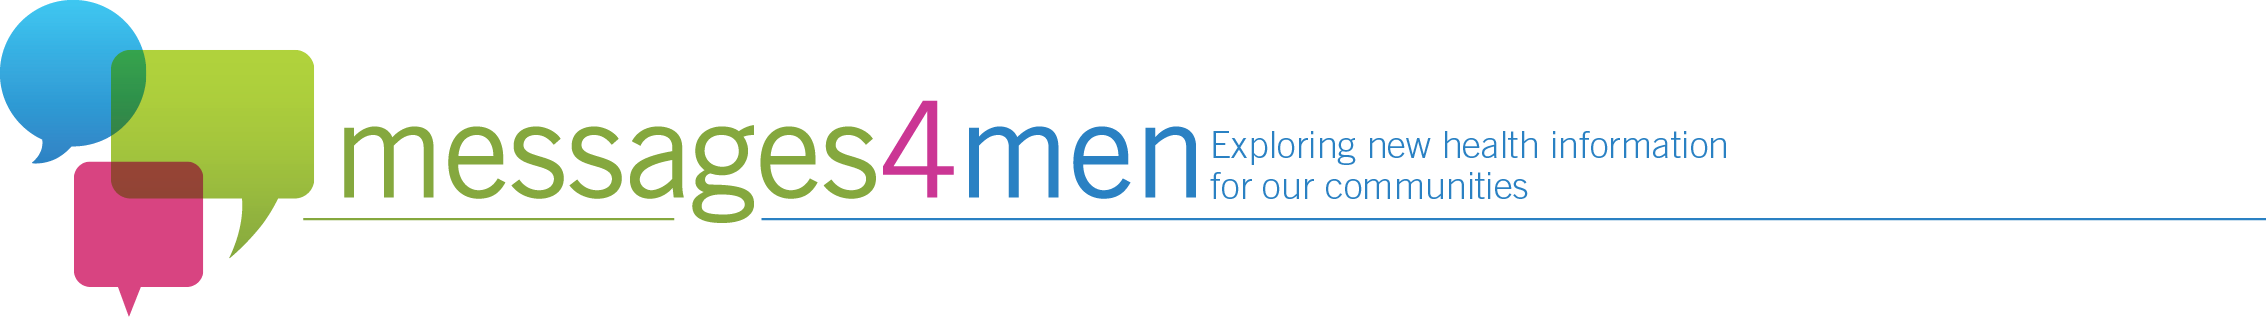 messages4men
Exploring new health information
for our communities